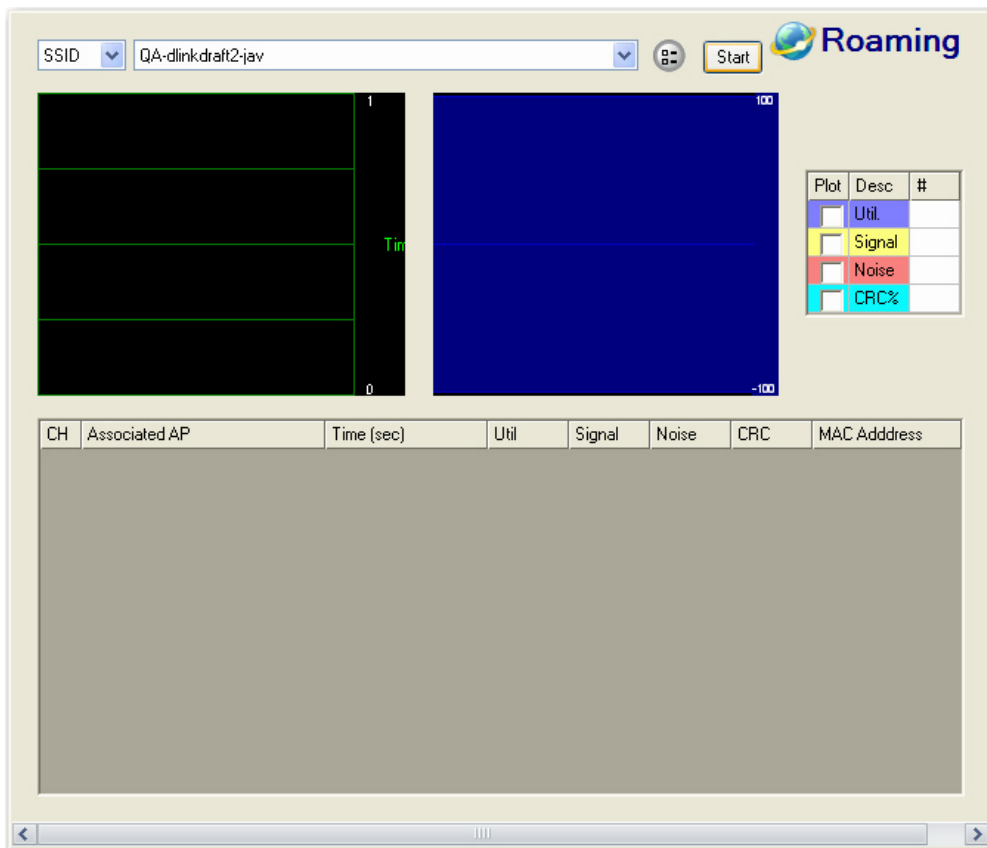 SSID QA-dlinkdraft2-jav Start Roaming
1
Tim
0
100
-100
Plot Desc #
Util.
Signal
Noise
CRC%
CH Associated AP Time (sec) Util Signal Noise CRC MAC Adddress